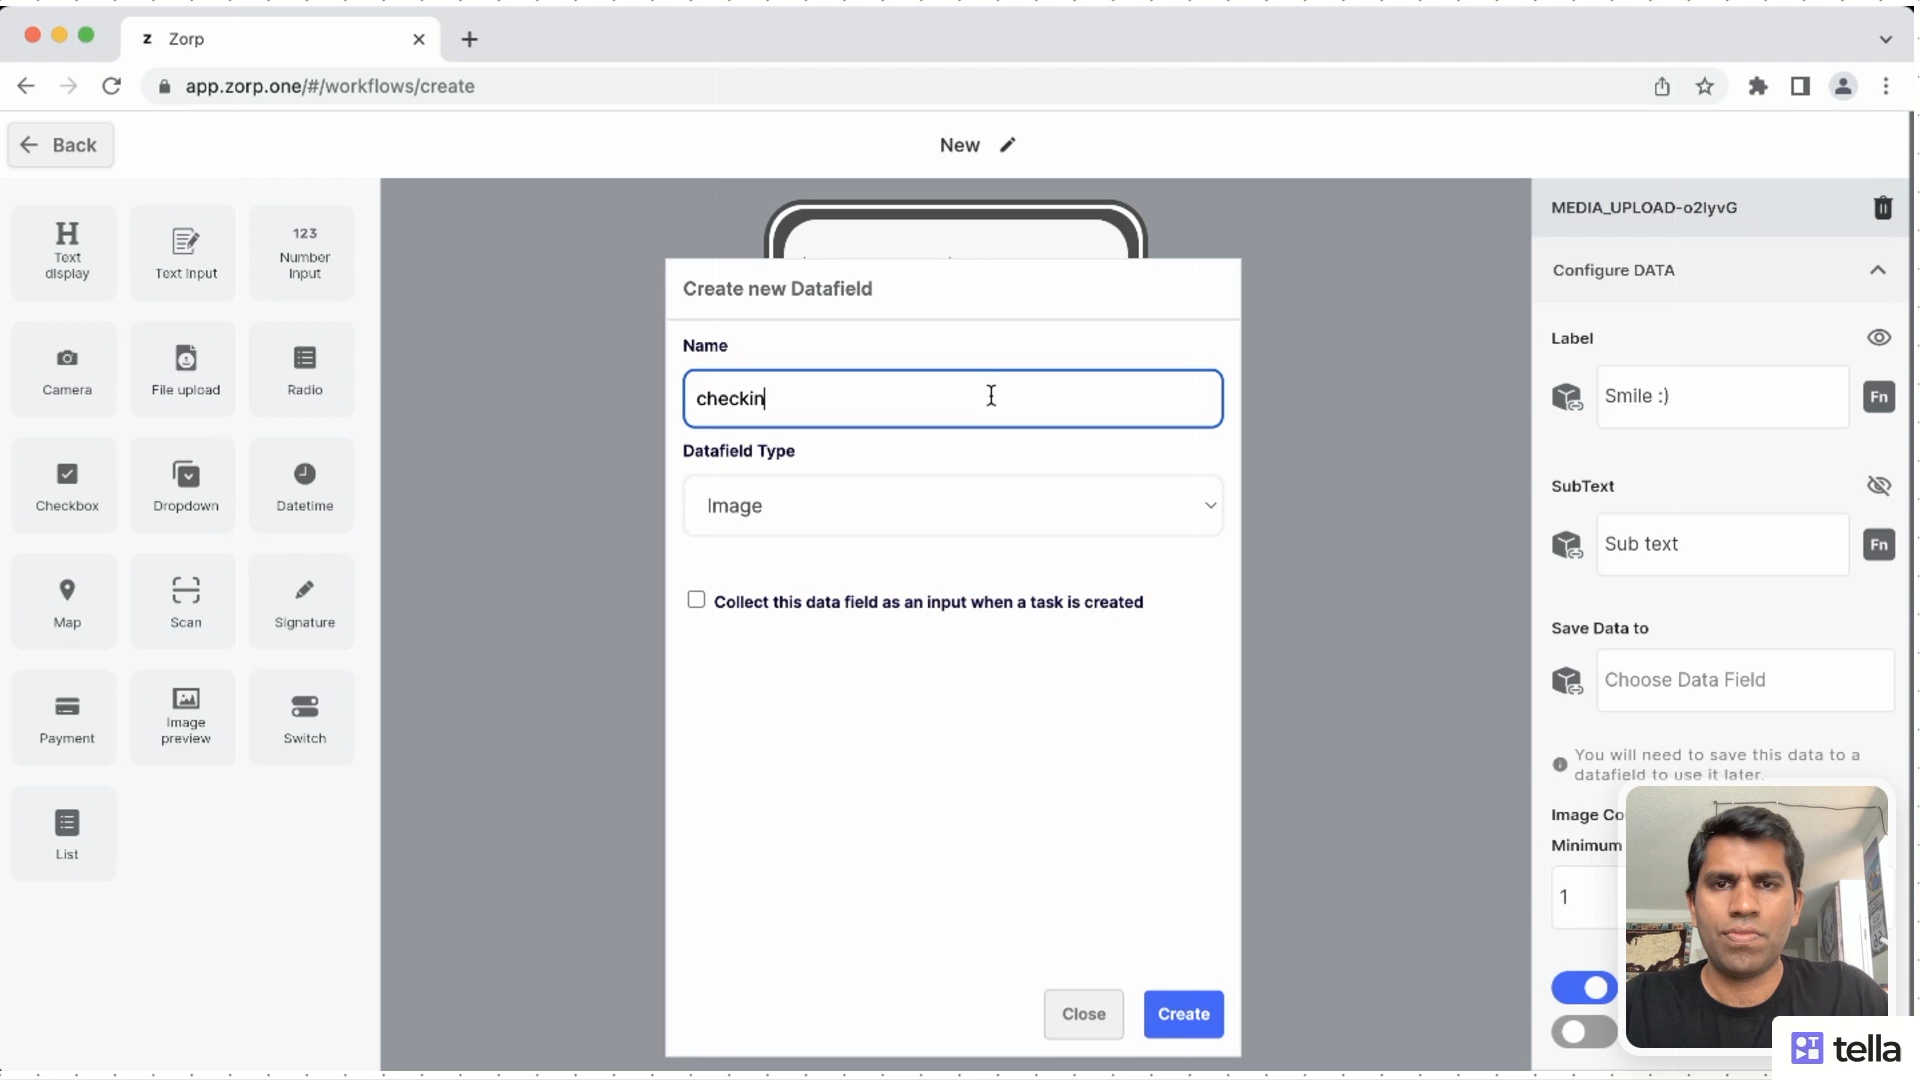 z Zorp
app.zorp.one/#/workflows/create
Back
New
H
Text
display
Text Input
123
Number
Input
Camera
File upload
Radio
Checkbox
Dropdown
Datetime
Map
Scan
Signature
Payment
Image
preview
Switch
List
Create new Datafield
Name
checkin
Datafield Type
Image
Collect this data field as an input when a task is created
Close
Create
MEDIA_UPLOAD-o2lyvG
Configure DATA
Label
Smile :)
Fn
SubText
Sub text
Fn
Save Data to
Choose Data Field
You will need to save this data to a
datafield to use it later.
Image Co
Minimum
1
tella